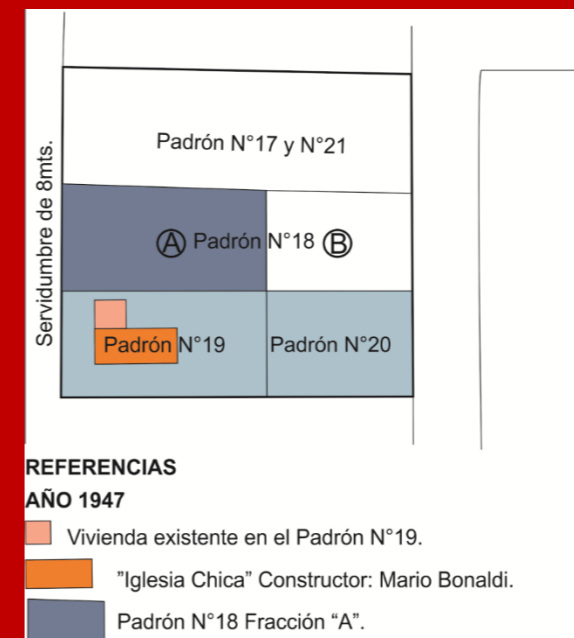 Padrón N°17 y N°21
Servidumbre de 8mts.
Ⓐ Padrón N°18 Ⓑ
Padrón N°19
Padrón N°20
REFERENCIAS
AÑO 1947
Vivienda existente en el Padrón N°19.
"Iglesia Chica" Constructor: Mario Bonaldi.
Padrón N°18 Fracción “A”.